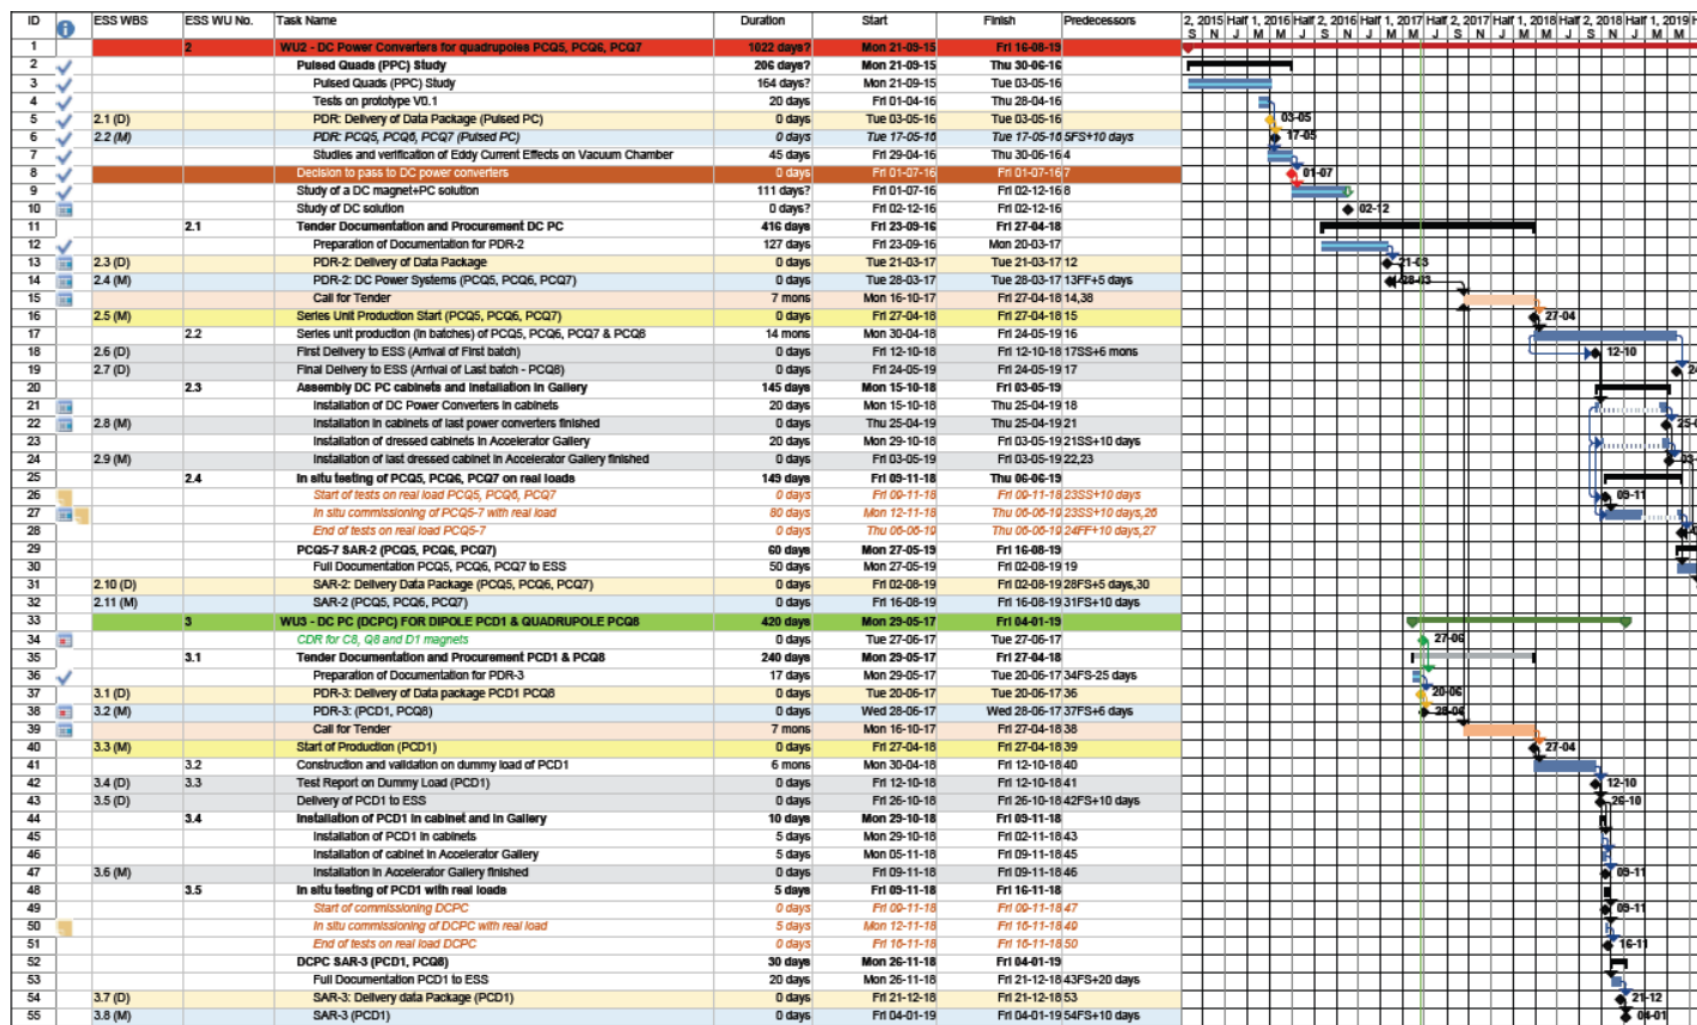 ID ESS WBS ESS WU No. Task Name Duration Start Finish Predecessors 2, 2015 Half 1, 2016 Half 2, 2016 Half 1, 2017 Half 2, 2017 Half 1, 2018 Half 2, 2018 Half 1, 2019
S N J M M J S N J M M J S N J M M J S N J M
1 2 WU2 - DC Power Converters for quadrupoles PCQ5, PCQ6, PCQ7 1022 days? Mon 21-09-15 Fri 16-08-19
2 Pulsed Quads (PPC) Study 206 days? Mon 21-09-15 Thu 30-06-16
3 Pulsed Quads (PPC) Study 164 days? Mon 21-09-15 Tue 03-05-16
4 Tests on prototype V0.1 20 days Fri 01-04-16 Thu 28-04-16
5 2.1 (D) PDR: Delivery of Data Package (Pulsed PC) 0 days Tue 03-05-16 Tue 03-05-16 03-05
6 2.2 (M) PDR: PCQ5, PCQ6, PCQ7 (Pulsed PC) 0 days Tue 17-05-16 Tue 17-05-16 5FS+10 days 17-05
7 Studies and verification of Eddy Current Effects on Vacuum Chamber 45 days Fri 29-04-16 Thu 30-06-16 4
8 Decision to pass to DC power converters 0 days Fri 01-07-16 Fri 01-07-16 7 01-07
9 Study of a DC magnet+PC solution 111 days? Fri 01-07-16 Fri 02-12-16 8
10 Study of DC solution 0 days? Fri 02-12-16 Fri 02-12-16 02-12
11 2.1 Tender Documentation and Procurement DC PC 416 days Fri 23-09-16 Fri 27-04-18
12 Preparation of Documentation for PDR-2 127 days Fri 23-09-16 Mon 20-03-17
13 2.3 (D) PDR-2: Delivery of Data Package 0 days Tue 21-03-17 Tue 21-03-17 12 21-03
14 2.4 (M) PDR-2: DC Power Systems (PCQ5, PCQ6, PCQ7) 0 days Tue 28-03-17 Tue 28-03-17 13FF+5 days 28-03
15 Call for Tender 7 mons Mon 16-10-17 Fri 27-04-18 14,38
16 2.5 (M) Series Unit Production Start (PCQ5, PCQ6, PCQ7) 0 days Fri 27-04-18 Fri 27-04-18 15 27-04
17 2.2 Series unit production (in batches) of PCQ5, PCQ6, PCQ7 & PCQ8 14 mons Mon 30-04-18 Fri 24-05-19 16
18 2.6 (D) First Delivery to ESS (Arrival of First batch) 0 days Fri 12-10-18 Fri 12-10-18 17SS+6 mons 12-10
19 2.7 (D) Final Delivery to ESS (Arrival of Last batch - PCQ8) 0 days Fri 24-05-19 Fri 24-05-19 17
20 2.3 Assembly DC PC cabinets and Installation in Gallery 145 days Mon 15-10-18 Fri 03-05-19
21 Installation of DC Power Converters in cabinets 20 days Mon 15-10-18 Thu 25-04-19 18
22 2.8 (M) Installation in cabinets of last power converters finished 0 days Thu 25-04-19 Thu 25-04-19 21
23 Installation of dressed cabinets in Accelerator Gallery 20 days Mon 29-10-18 Fri 03-05-19 21SS+10 days
24 2.9 (M) Installation of last dressed cabinet in Accelerator Gallery finished 0 days Fri 03-05-19 Fri 03-05-19 22,23
25 2.4 In situ testing of PCQ5, PCQ6, PCQ7 on real loads 149 days Fri 09-11-18 Thu 06-06-19
26 Start of tests on real load PCQ5, PCQ6, PCQ7 0 days Fri 09-11-18 Fri 09-11-18 23SS+10 days 09-11
27 In situ commissioning of PCQ5-7 with real load 80 days Mon 12-11-18 Thu 06-06-19 23SS+10 days,26
28 End of tests on real load PCQ5-7 0 days Thu 06-06-19 Thu 06-06-19 24FF+10 days,27
29 PCQ5-7 SAR-2 (PCQ5, PCQ6, PCQ7) 60 days Mon 27-05-19 Fri 16-08-19
30 Full Documentation PCQ5, PCQ6, PCQ7 to ESS 50 days Mon 27-05-19 Fri 02-08-19 19
31 2.10 (D) SAR-2: Delivery Data Package (PCQ5, PCQ6, PCQ7) 0 days Fri 02-08-19 Fri 02-08-19 28FS+5 days,30
32 2.11 (M) SAR-2 (PCQ5, PCQ6, PCQ7) 0 days Fri 16-08-19 Fri 16-08-19 31FS+10 days
33 3 WU3 - DC PC (DCPC) FOR DIPOLE PCD1 & QUADRUPOLE PCQ8 420 days Mon 29-05-17 Fri 04-01-19
34 CDR for C8, Q8 and D1 magnets 0 days Tue 27-06-17 Tue 27-06-17 27-06
35 3.1 Tender Documentation and Procurement PCD1 & PCQ8 240 days Mon 29-05-17 Fri 27-04-18
36 Preparation of Documentation for PDR-3 17 days Mon 29-05-17 Tue 20-06-17 34FS-25 days
37 3.1 (D) PDR-3: Delivery of Data package PCD1 PCQ8 0 days Tue 20-06-17 Tue 20-06-17 36 20-06
38 3.2 (M) PDR-3: (PCD1, PCQ8) 0 days Wed 28-06-17 Wed 28-06-17 37FS+6 days 28-06
39 Call for Tender 7 mons Mon 16-10-17 Fri 27-04-18 38
40 3.3 (M) Start of Production (PCD1) 0 days Fri 27-04-18 Fri 27-04-18 39 27-04
41 3.2 Construction and validation on dummy load of PCD1 6 mons Mon 30-04-18 Fri 12-10-18 40
42 3.4 (D) 3.3 Test Report on Dummy Load (PCD1) 0 days Fri 12-10-18 Fri 12-10-18 41 12-10
43 3.5 (D) Delivery of PCD1 to ESS 0 days Fri 26-10-18 Fri 26-10-18 42FS+10 days 26-10
44 3.4 Installation of PCD1 in cabinet and in Gallery 10 days Mon 29-10-18 Fri 09-11-18
45 Installation of PCD1 in cabinets 5 days Mon 29-10-18 Fri 02-11-18 43
46 Installation of cabinet in Accelerator Gallery 5 days Mon 05-11-18 Fri 09-11-18 45
47 3.6 (M) Installation in Accelerator Gallery finished 0 days Fri 09-11-18 Fri 09-11-18 46 09-11
48 3.5 In situ testing of PCD1 with real loads 5 days Fri 09-11-18 Fri 16-11-18
49 Start of commissioning DCPC 0 days Fri 09-11-18 Fri 09-11-18 47 09-11
50 In situ commissioning of DCPC with real load 5 days Mon 12-11-18 Fri 16-11-18 49
51 End of tests on real load DCPC 0 days Fri 16-11-18 Fri 16-11-18 50 16-11
52 DCPC SAR-3 (PCD1, PCQ8) 30 days Mon 26-11-18 Fri 04-01-19
53 Full Documentation PCD1 to ESS 20 days Mon 26-11-18 Fri 21-12-18 43FS+20 days
54 3.7 (D) SAR-3: Delivery data Package (PCD1) 0 days Fri 21-12-18 Fri 21-12-18 53 21-12
55 3.8 (M) SAR-3 (PCD1) 0 days Fri 04-01-19 Fri 04-01-19 54FS+10 days 04-01